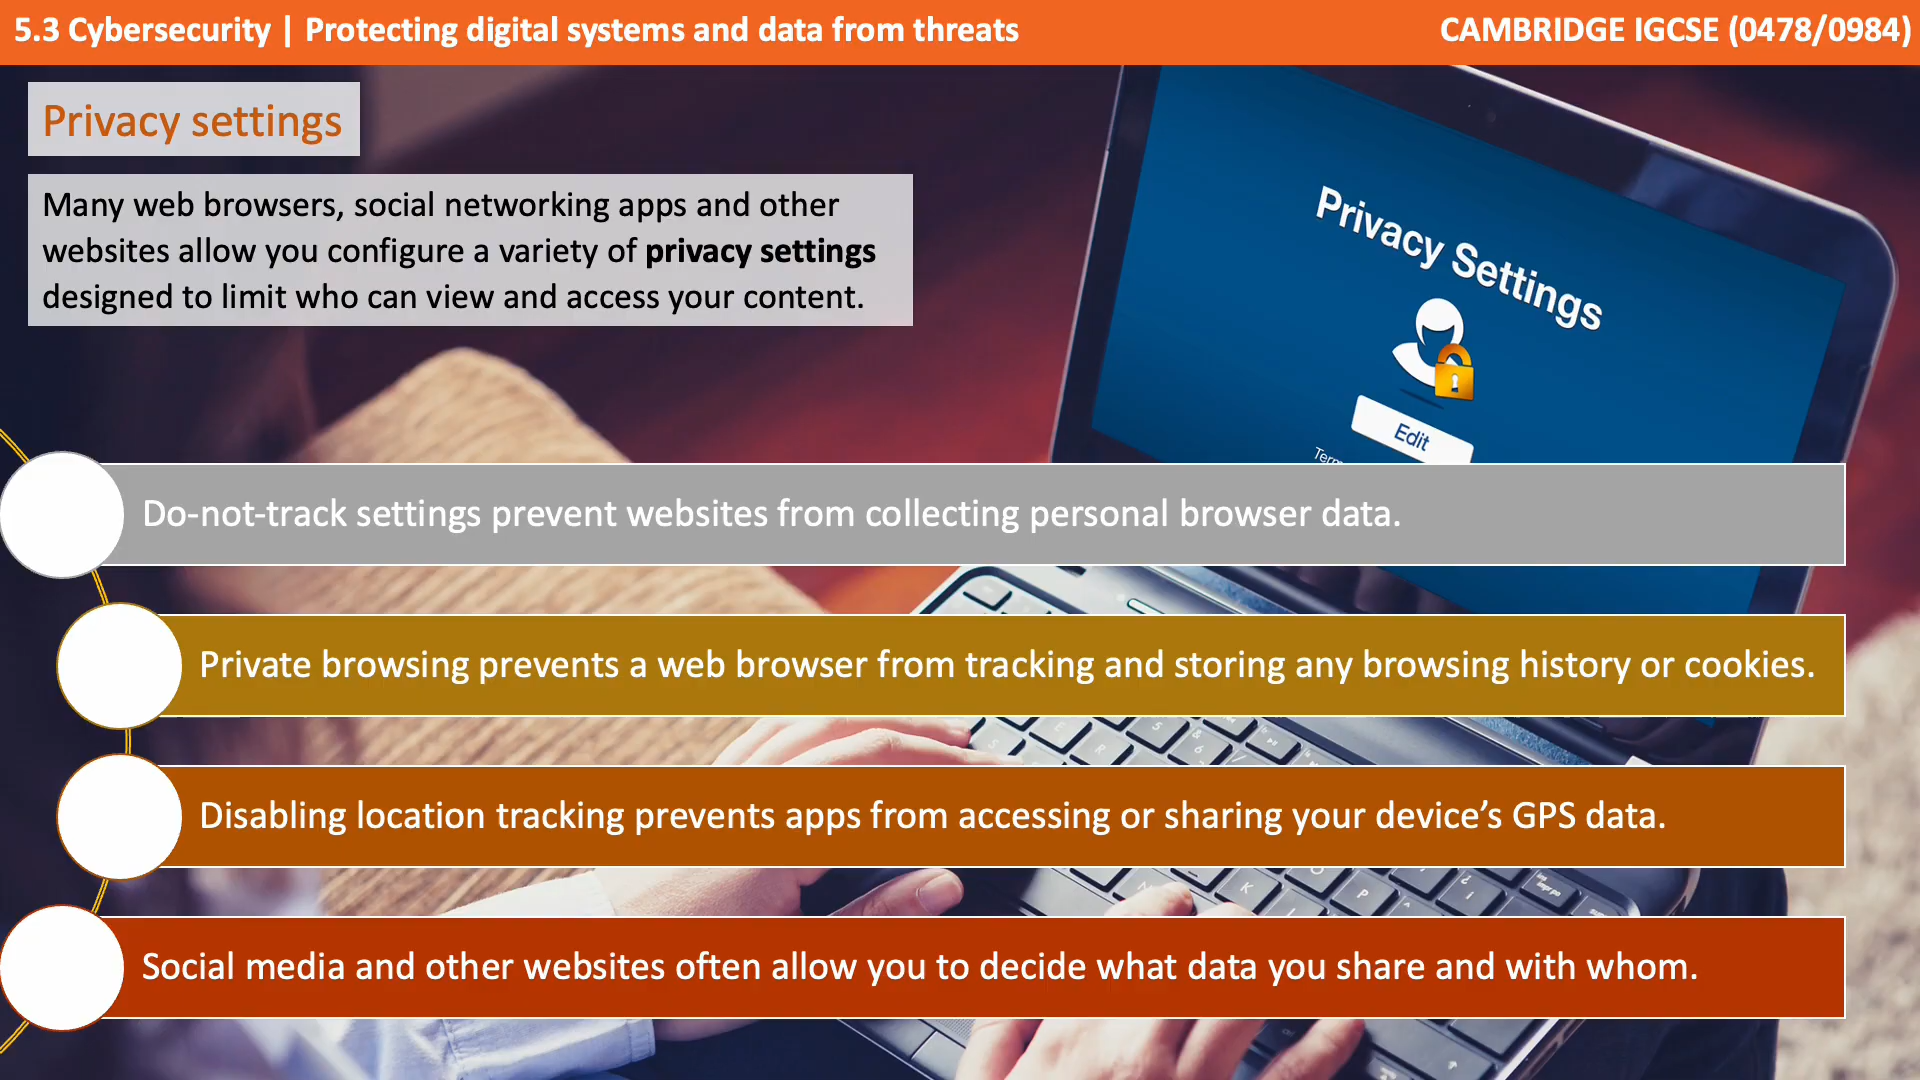 5.3 Cybersecurity | Protecting digital systems and data from threats
CAMBRIDGE IGCSE (0478/0984)
Privacy settings
Many web browsers, social networking apps and other
websites allow you configure a variety of privacy settings
designed to limit who can view and access your content.
Privacy Settings
Edit
Do-not-track settings prevent websites from collecting personal browser data.
Private browsing prevents a web browser from tracking and storing any browsing history or cookies.
Disabling location tracking prevents apps from accessing or sharing your device’s GPS data.
Social media and other websites often allow you to decide what data you share and with whom.